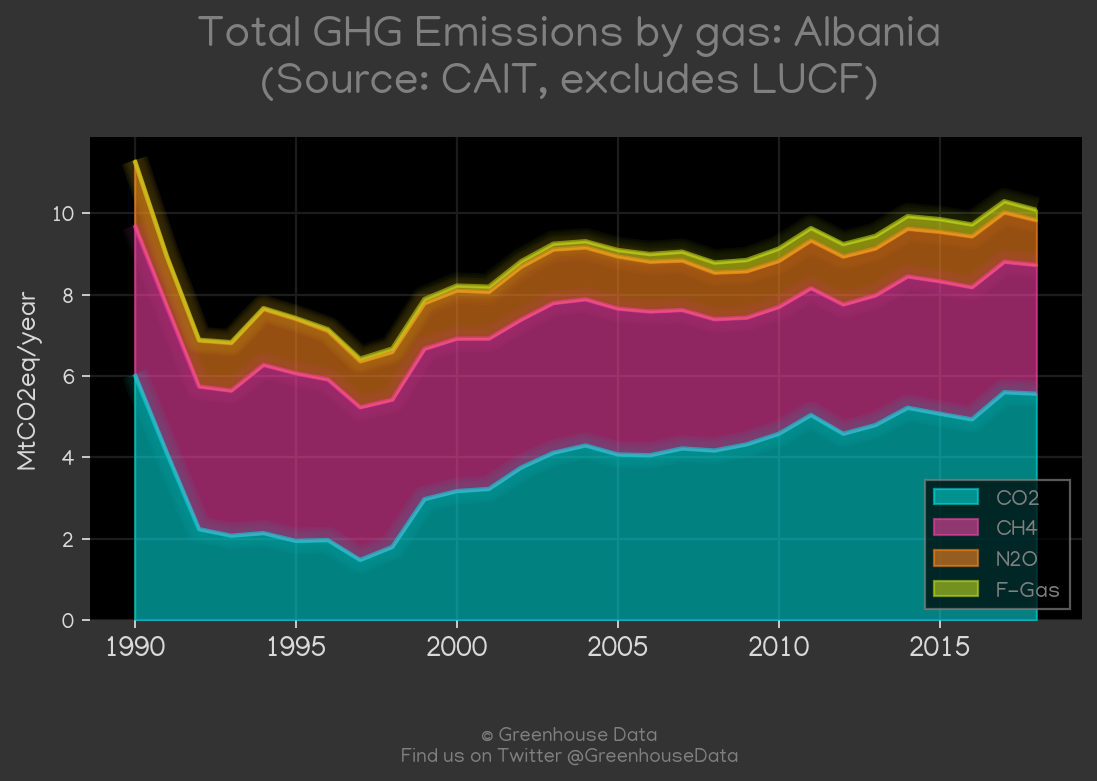 Total GHG Emissions by gas: Albania
(Source: CAIT, excludes LUCF)
MtCO2eq/year
10
8
6
4
2
0
1990 1995 2000 2005 2010 2015
CO2
CH4
N2O
F-Gas
© Greenhouse Data
Find us on Twitter @GreenhouseData